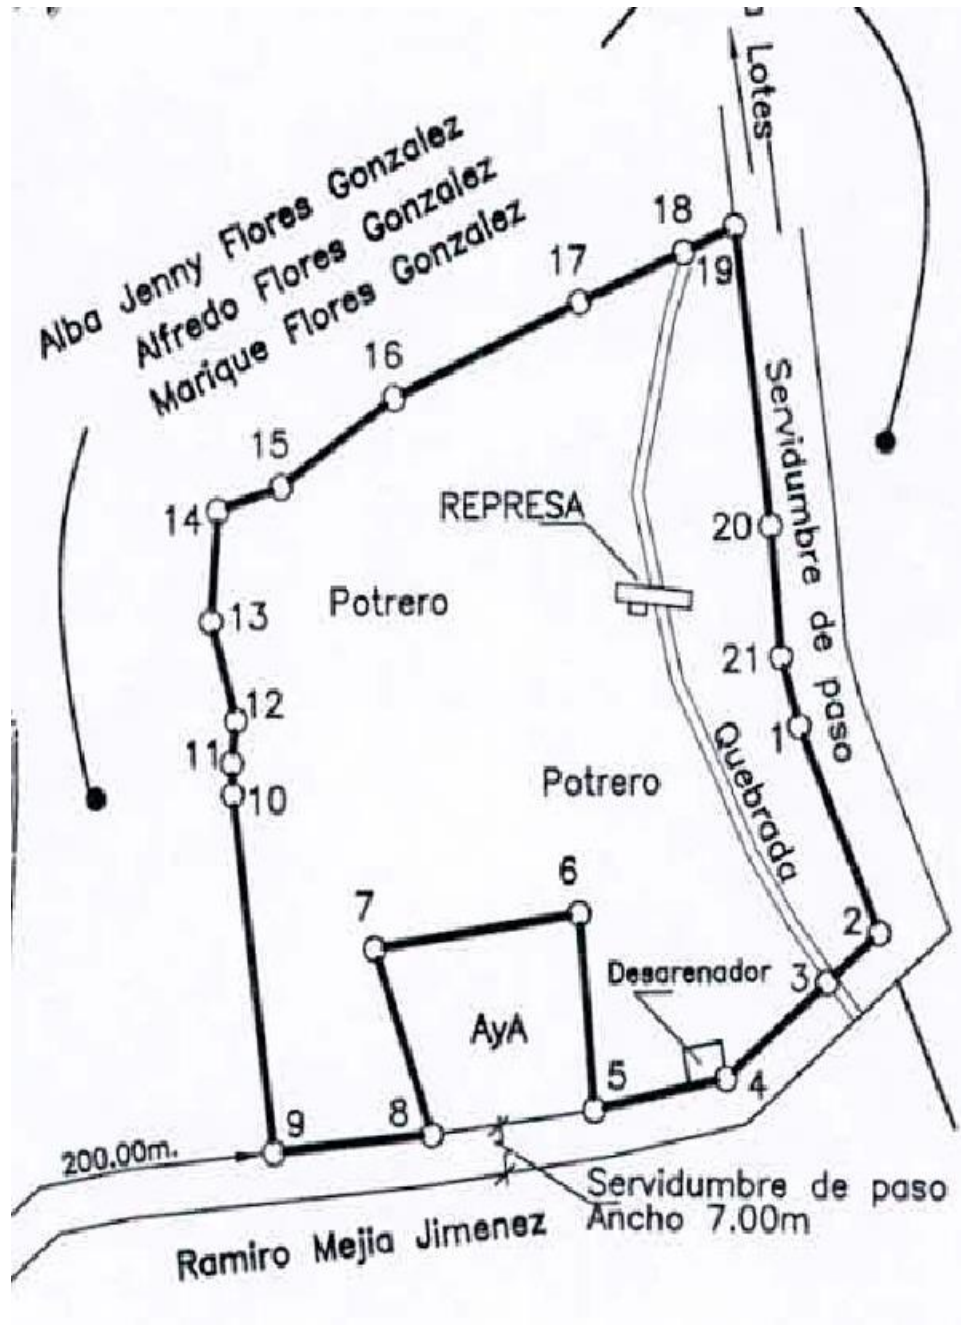 Lotes
Alba Jenny Flores Gonzalez
Alfredo Flores Gonzalez
Marique Flores Gonzalez
18
19
17
16
15
14
Servidumbre de paso
REPRESA
20
Potrero
13
21
12
1
11
10
Quebrada
Potrero
6
7
2
Desarenador
3
AyA
5
4
8
9
200.00m.
Servidumbre de paso
Ancho 7.00m
Ramiro Mejia Jimenez